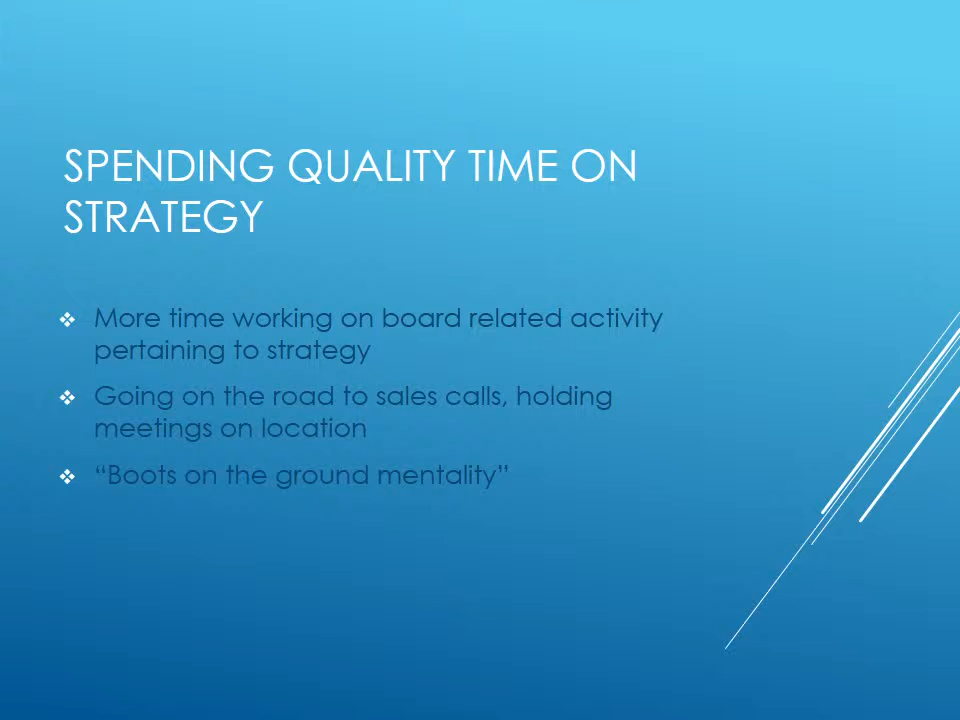 SPENDING QUALITY TIME ON
STRATEGY
❖ More time working on board related activity
pertaining to strategy
❖ Going on the road to sales calls, holding
meetings on location
❖ “Boots on the ground mentality”